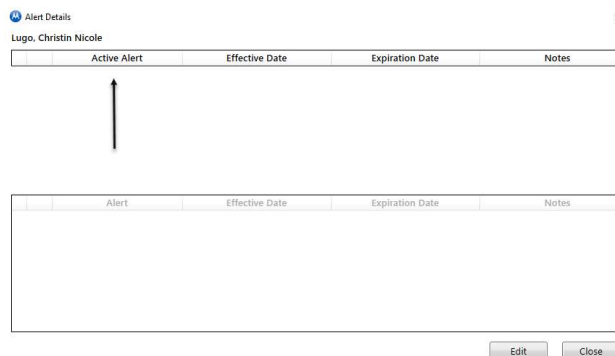 Alert Details
Lugo, Christin Nicole
Active Alert Effective Date Expiration Date Notes
Alert Effective Date Expiration Date Notes
Edit Close